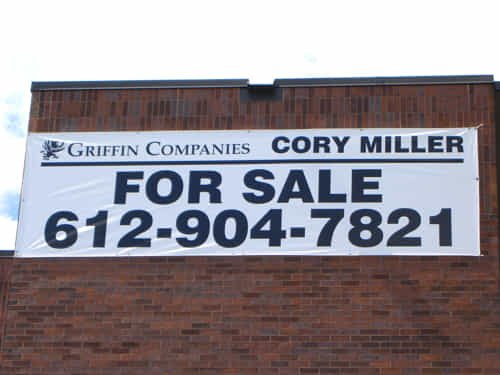 GRIFFIN COMPANIES CORY MILLER
FOR SALE
612-904-7821